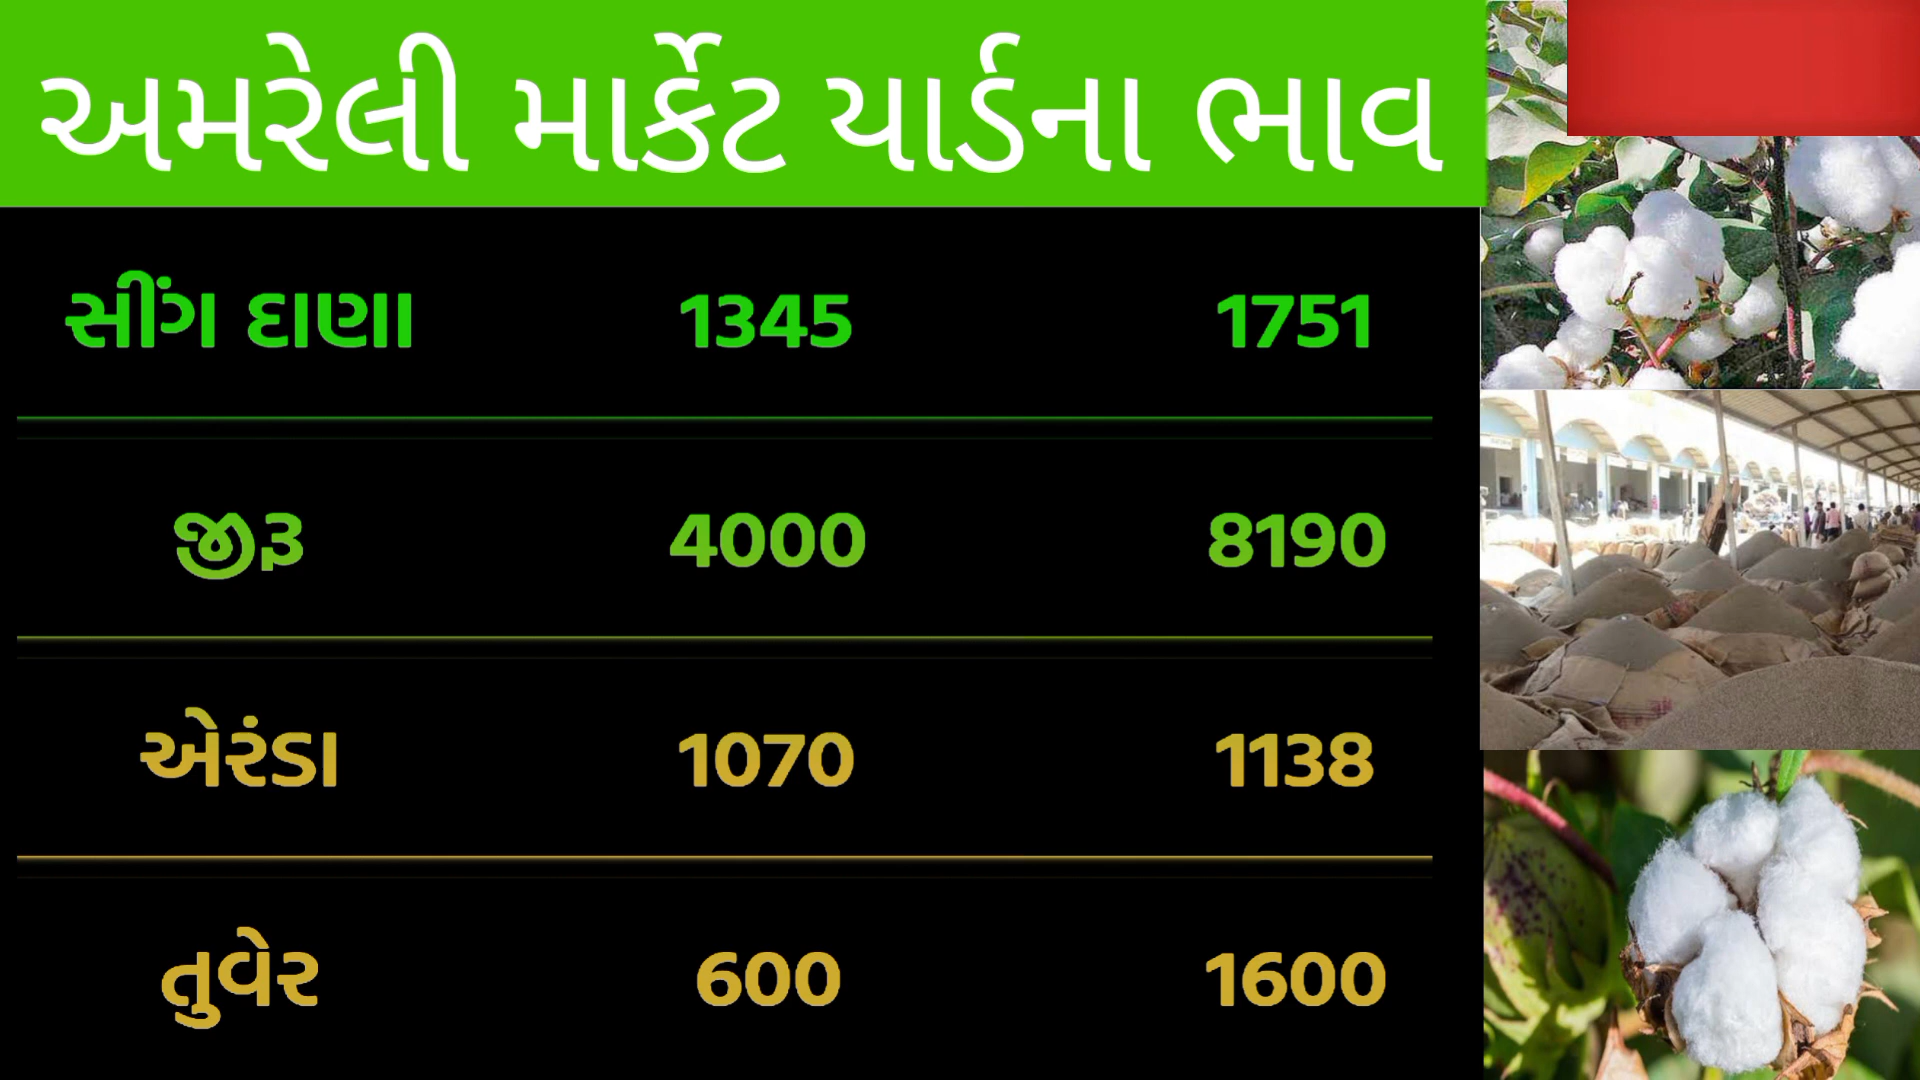 અમરેલી માર્કેટ યાર્ડના ભાવ
સીંગ દાણા 1345 1751
જીરૂ 4000 8190
એરંડા 1070 1138
તુવેર 600 1600